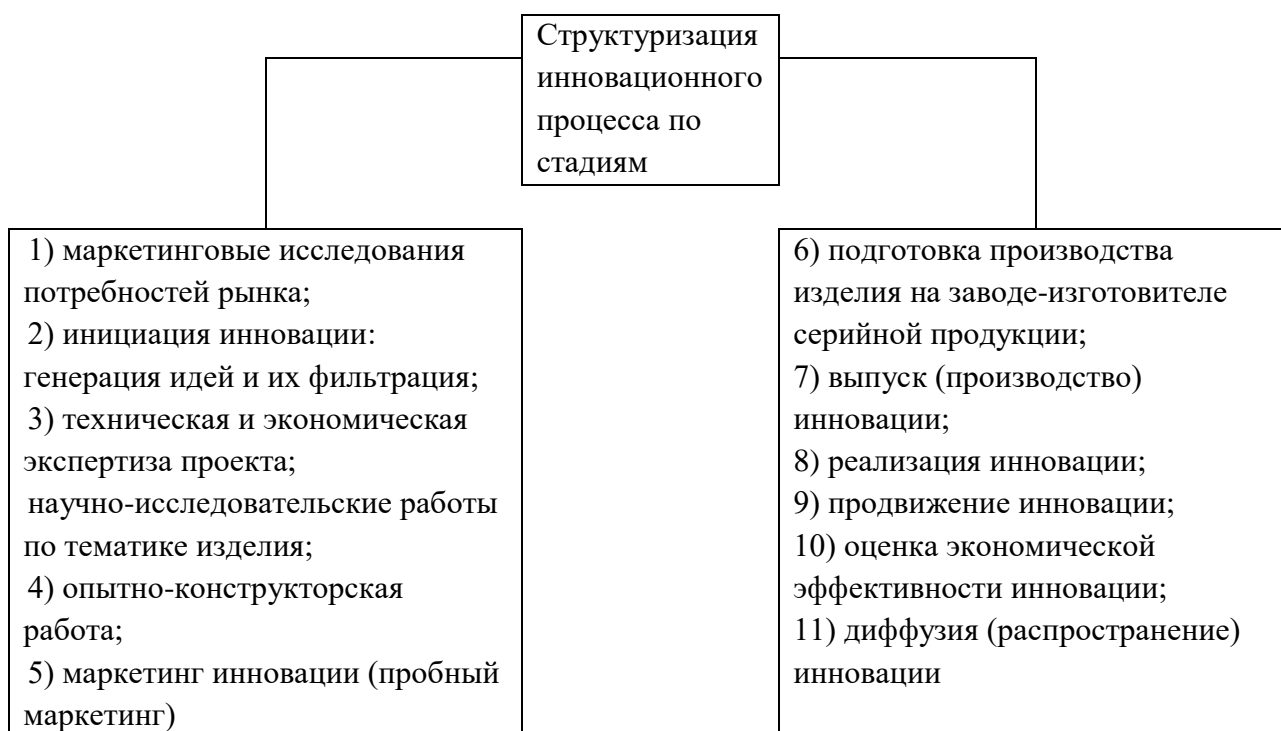 Структуризация
инновационного
процесса по
стадиям
1) маркетинговые исследования
потребностей рынка;
2) инициация инновации:
генерация идей и их фильтрация;
3) техническая и экономическая
экспертиза проекта;
научно-исследовательские работы
по тематике изделия;
4) опытно-конструкторская
работа;
5) маркетинг инновации (пробный
маркетинг)
6) подготовка производства
изделия на заводе-изготовителе
серийной продукции;
7) выпуск (производство)
инновации;
8) реализация инновации;
9) продвижение инновации;
10) оценка экономической
эффективности инновации;
11) диффузия (распространение)
инновации